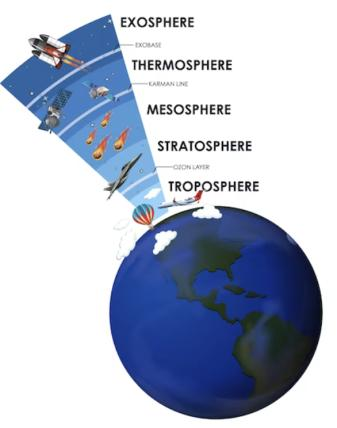 EXOSPHERE
EXOBASE
THERMOSPHERE
KARMAN LINE
MESOSPHERE
STRATOSPHERE
OZON LAYER
TROPOSPHERE